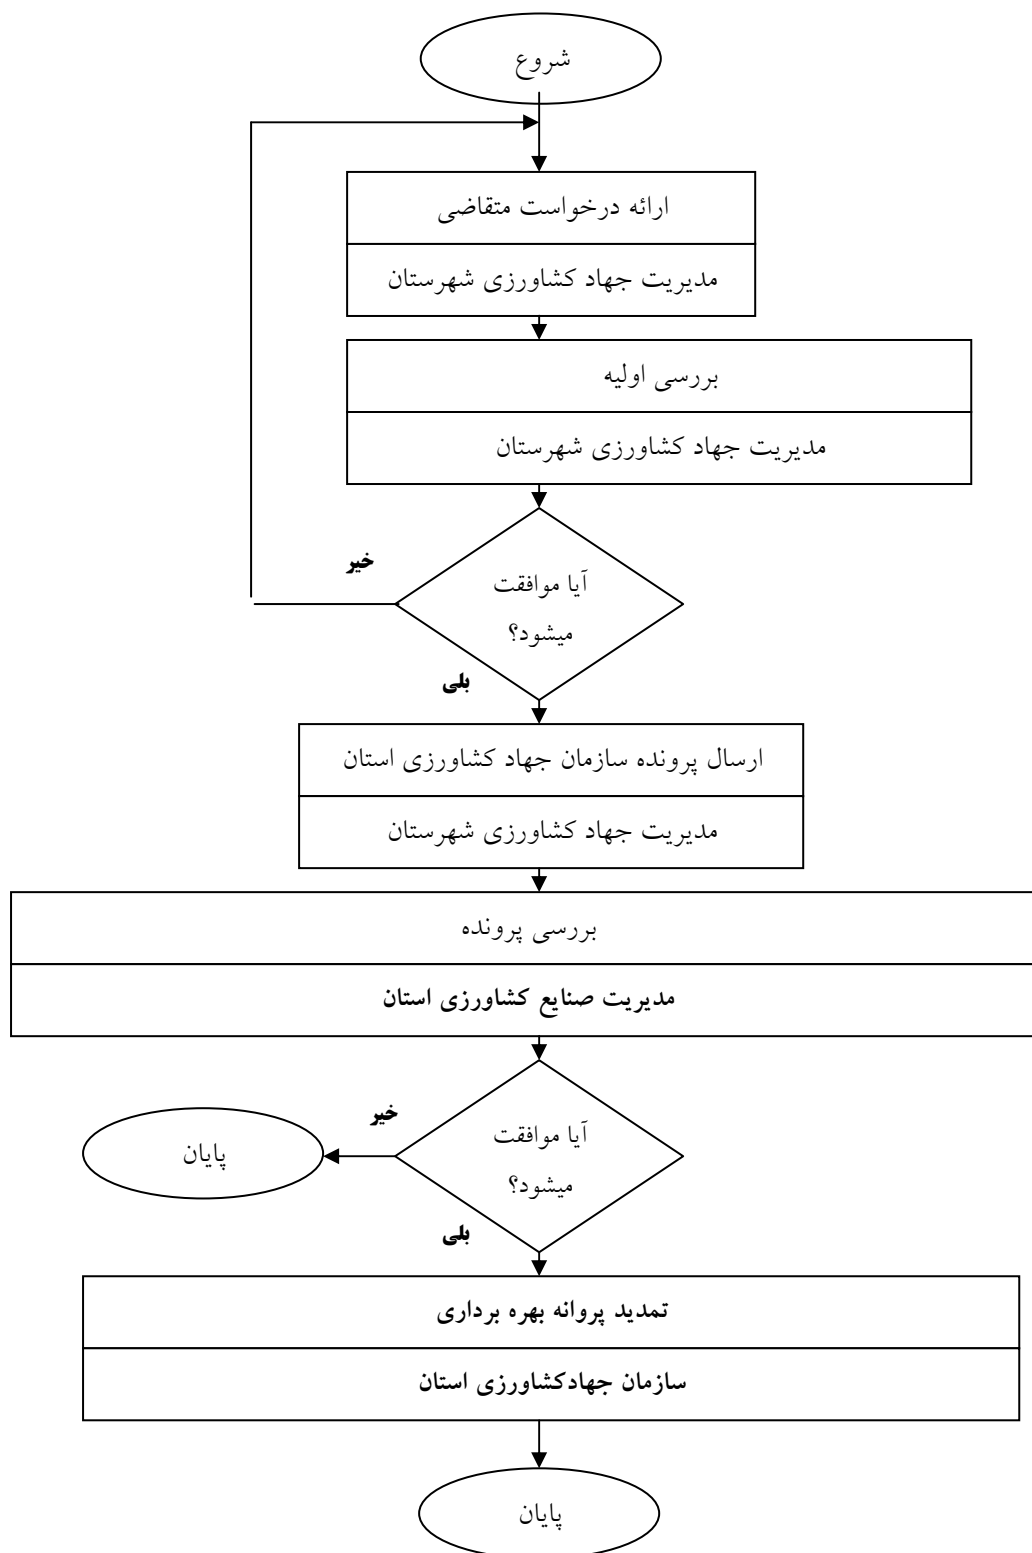 شروع
ارائه درخواست متقاضی
مدیریت جهاد کشاورزی شهرستان
بررسی اولیه
مدیریت جهاد کشاورزی شهرستان
خیر
آیا موافقت
میشود؟
بلی
ارسال پرونده سازمان جهاد کشاورزی استان
مدیریت جهاد کشاورزی شهرستان
بررسی پرونده
مدیریت صنایع کشاورزی استان
خیر
آیا موافقت
میشود؟
پایان
بلی
تمدید پروانه بهره برداری
سازمان جهادکشاورزی استان
پایان